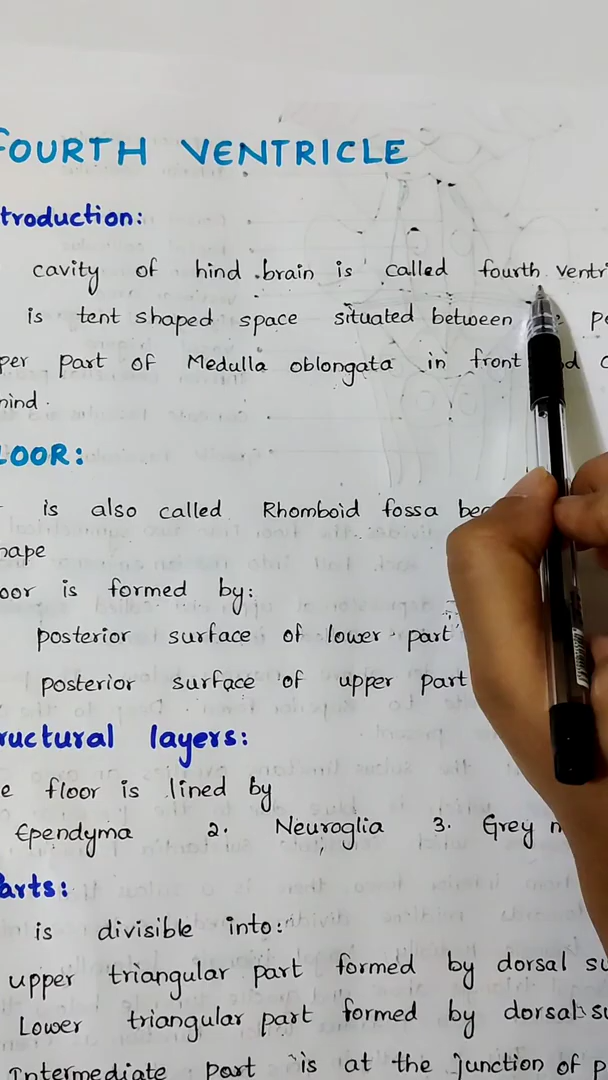 FOURTH VENTRICLE
troduction:
cavity of hind brain is called fourth ventri
is tent shaped space situated between
per part of Medulla oblongata in front
hind.
LOOR:
is also called Rhomboid fossa bec
hape
oor is formed by:
posterior surface of lower part
posterior surface of upper part
ructural layers:
e floor is lined by
Ependyma 2. Neuroglia 3. Grey
arts:
is divisible into:
upper triangular part formed by dorsal su
Lower triangular part formed by dorsal su
Intermediate part is at the junction of p